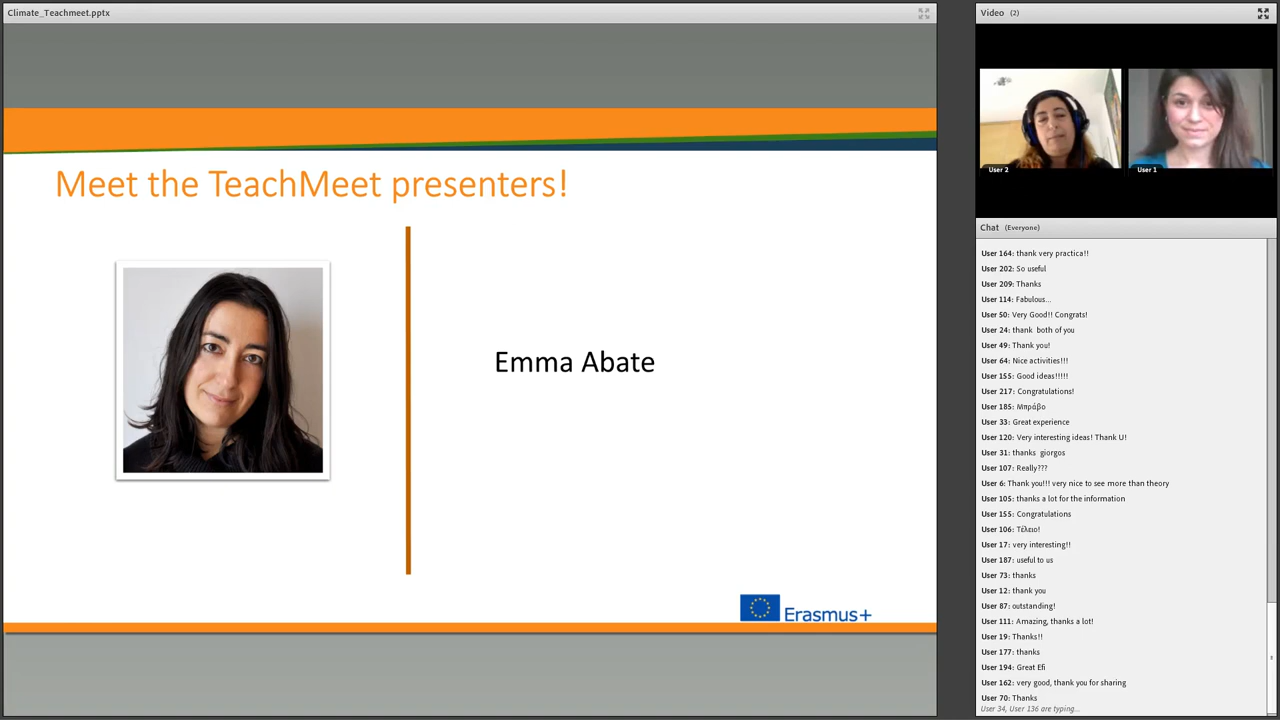 Climate_Teachmeet.pptx
Meet the TeachMeet presenters!
Emma Abate
Erasmus+
Video (2)
User 2
User 1
Chat (Everyone)
User 164: thank very practica!!
User 202: So useful
User 209: Thanks
User 114: Fabulous...
User 50: Very Good!! Congrats!
User 24: thank both of you
User 49: Thank you!
User 64: Nice activities!!!
User 155: Good ideas!!!!!
User 217: Congratulations!
User 185: Μπράβο
User 33: Great experience
User 120: Very interesting ideas! Thank U!
User 31: thanks giorgos
User 107: Really???
User 6: Thank you!!! very nice to see more than theory
User 105: thanks a lot for the information
User 155: Congratulations
User 106: Τέλειο!
User 17: very interesting!!
User 187: useful to us
User 73: thanks
User 12: thank you
User 87: outstanding!
User 111: Amazing, thanks a lot!
User 19: Thanks!!
User 177: thanks
User 194: Great Efi
User 162: very good, thank you for sharing
User 70: Thanks
User 34, User 136 are typing...